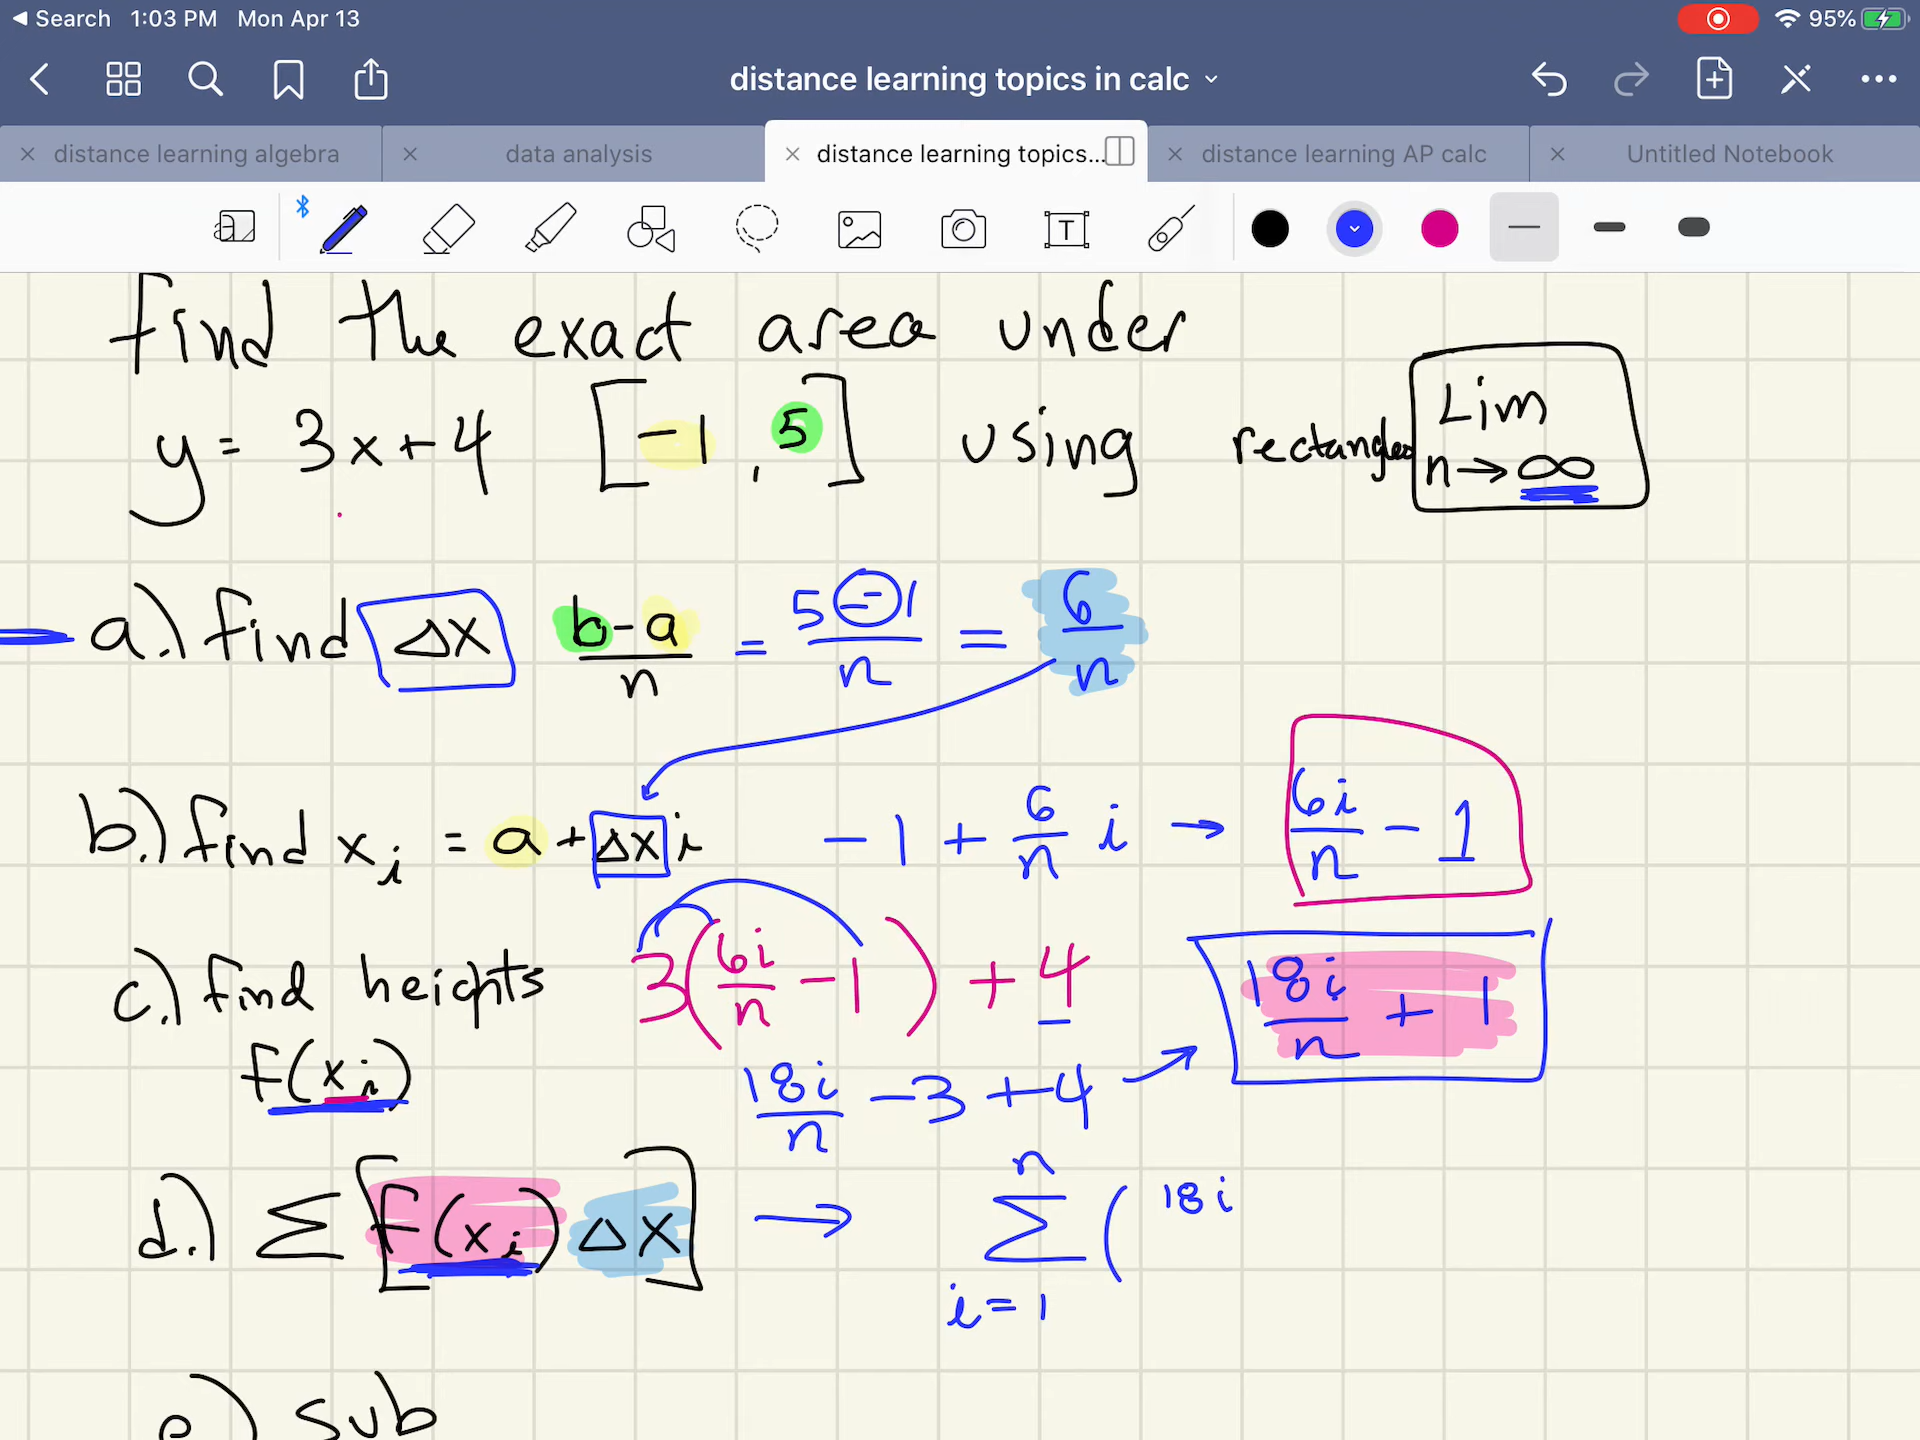 Search 1:03 PM Mon Apr 13 95%
distance learning topics in calc
distance learning algebra data analysis distance learning topics... distance learning AP calc Untitled Notebook
find the exact area under
y = 3x+4 [-1, 5] using rectangles Lim n→∞
a.) find Δx b-a/n = 5--1/n = 6/n
b.) find xi = a + Δx i -1 + 6/n i → 6i/n - 1
c.) find heights 3(6i/n - 1) + 4 18i/n + 1
f(xi) 18i/n - 3 + 4 →
d.) Σ [f(xi) Δx] → n Σ i = 1 ( 18i
e.) sub